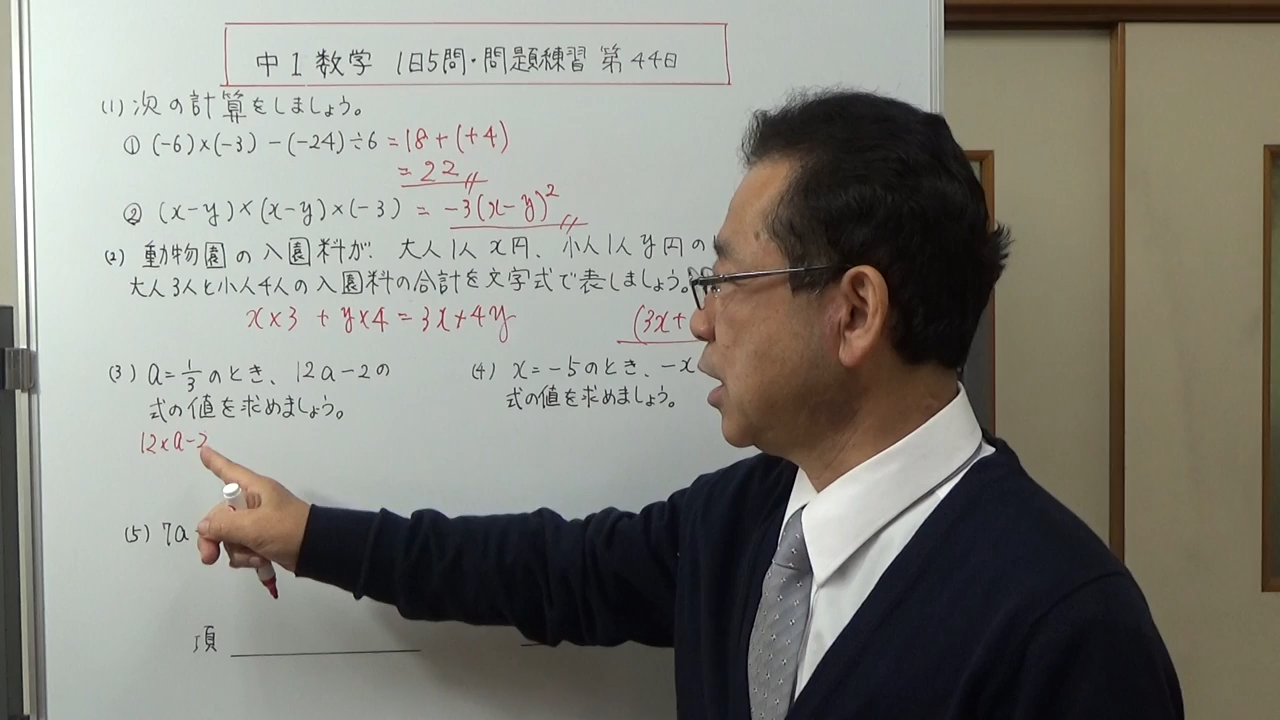 中1数学 1日5問・問題練習 第44日
(1) 次の計算をしましょう。
① (-6)×(-3)-(-24)÷6 = 18+(+4)
= 22
② (x-y)×(x-y)×(-3) = -3(x-y)²
(2) 動物園の入園料が、大人1人x円、小人1人y円の
大人3人と小人4人の入園料の合計を文字式で表しましょう。
x×3 + y×4 = 3x+4y (3x+
(3) a=1/3のとき、12a-2の
式の値を求めましょう。
12×a-2
(4) x=-5のとき、-x
式の値を求めましょう。
(5) 7a
項